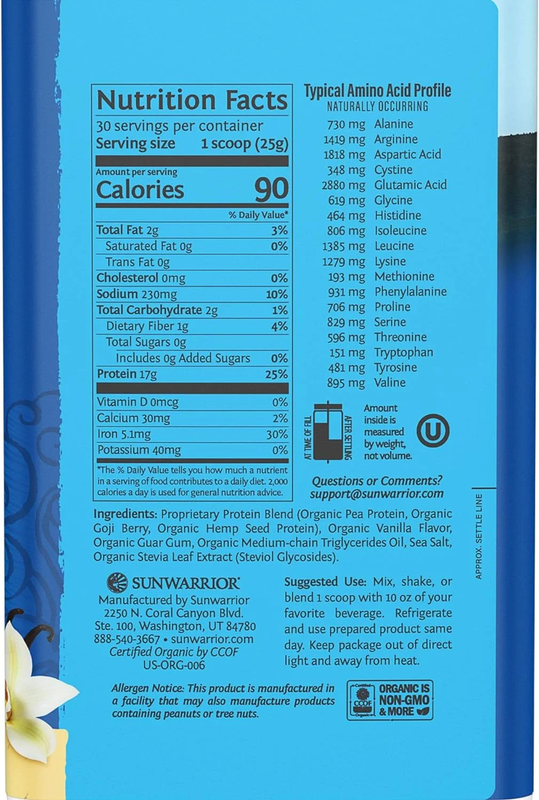 Nutrition Facts
30 servings per container
Serving size 1 scoop (25g)
Amount per serving
Calories 90
% Daily Value*
Total Fat 2g 3%
Saturated Fat 0g 0%
Trans Fat 0g
Cholesterol 0mg 0%
Sodium 230mg 10%
Total Carbohydrate 2g 1%
Dietary Fiber 1g 4%
Total Sugars 0g
Includes 0g Added Sugars 0%
Protein 17g 25%
Vitamin D 0mcg 0%
Calcium 30mg 2%
Iron 5.1mg 30%
Potassium 40mg 0%
*The % Daily Value tells you how much a nutrient
in a serving of food contributes to a daily diet. 2,000
calories a day is used for general nutrition advice.
Typical Amino Acid Profile
NATURALLY OCCURRING
730 mg Alanine
1419 mg Arginine
1818 mg Aspartic Acid
348 mg Cystine
2880 mg Glutamic Acid
619 mg Glycine
464 mg Histidine
806 mg Isoleucine
1385 mg Leucine
1279 mg Lysine
193 mg Methionine
931 mg Phenylalanine
706 mg Proline
829 mg Serine
596 mg Threonine
151 mg Tryptophan
481 mg Tyrosine
895 mg Valine
AT TIME OF FILL
AFTER SETTLING
Amount
inside is
measured
by weight,
not volume.
U
Questions or Comments?
support@sunwarrior.com
APPROX. SETTLE LINE
Ingredients: Proprietary Protein Blend (Organic Pea Protein, Organic
Goji Berry, Organic Hemp Seed Protein), Organic Vanilla Flavor,
Organic Guar Gum, Organic Medium-chain Triglycerides Oil, Sea Salt,
Organic Stevia Leaf Extract (Steviol Glycosides).
SUNWARRIOR
Manufactured by Sunwarrior
2250 N. Coral Canyon Blvd.
Ste. 100, Washington, UT 84780
888-540-3667 • sunwarrior.com
Certified Organic by CCOF
US-ORG-006
Suggested Use: Mix, shake, or
blend 1 scoop with 10 oz of your
favorite beverage. Refrigerate
and use prepared product same
day. Keep package out of direct
light and away from heat.
Allergen Notice: This product is manufactured in
a facility that may also manufacture products
containing peanuts or tree nuts.
Certified
CCOF
Organic
ORGANIC IS
NON-GMO
& MORE